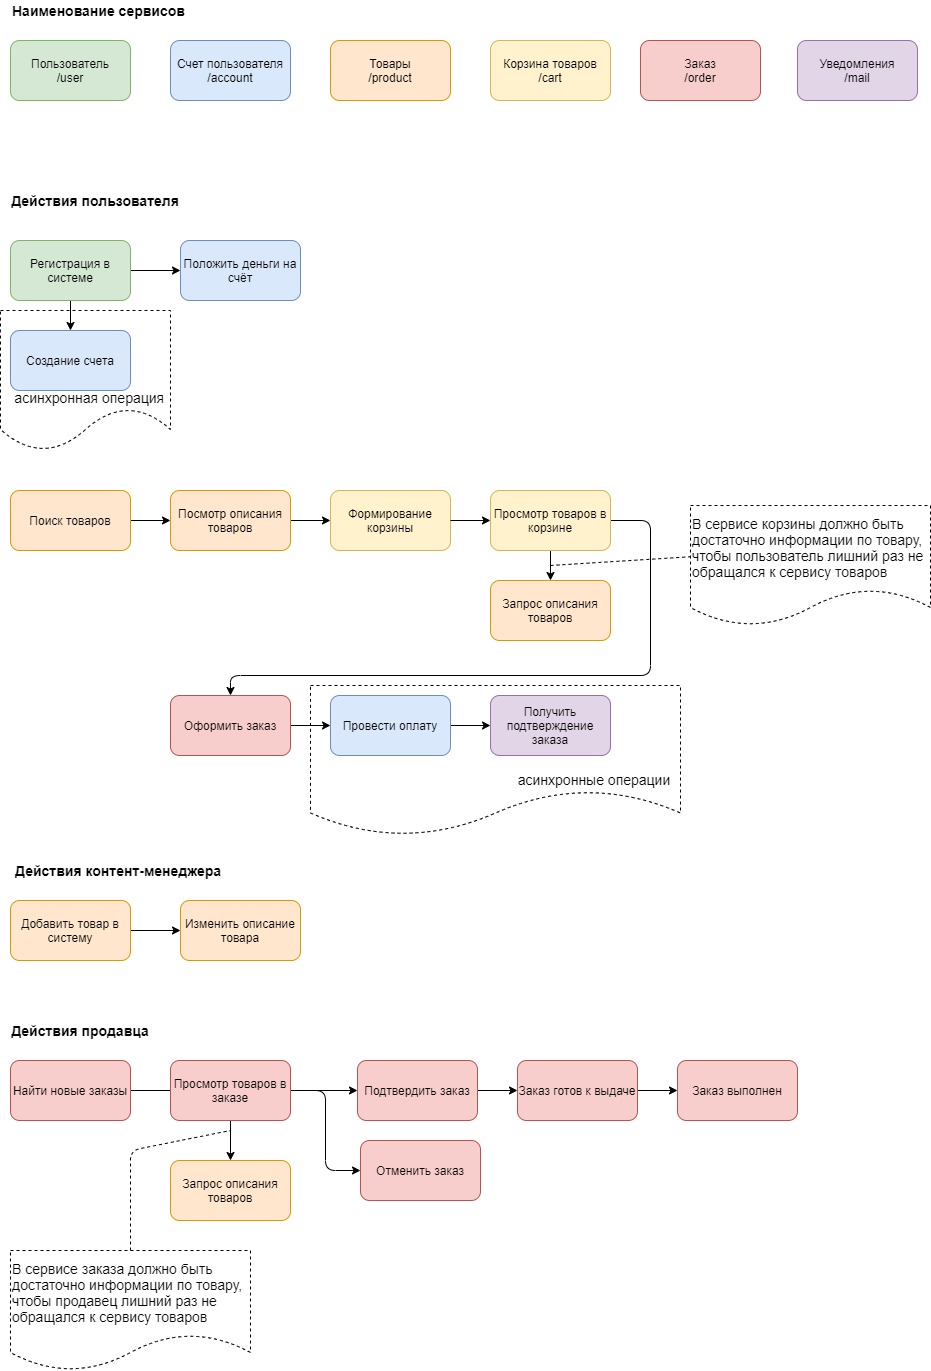 Наименование сервисов
Пользователь
/user
Счет пользователя
/account
Товары
/product
Корзина товаров
/cart
Заказ
/order
Уведомления
/mail
Действия пользователя
Регистрация в
системе
Положить деньги на
счёт
Создание счета
асинхронная операция
Поиск товаров
Посмотр описания
товаров
Формирование
корзины
Просмотр товаров в
корзине
В сервисе корзины должно быть
достаточно информации по товару,
чтобы пользователь лишний раз не
обращался к сервису товаров
Запрос описания
товаров
Оформить заказ
Провести оплату
Получить
подтверждение
заказа
асинхронные операции
Действия контент-менеджера
Добавить товар в
систему
Изменить описание
товара
Действия продавца
Найти новые заказы
Просмотр товаров в
заказе
Подтвердить заказ
Заказ готов к выдаче
Заказ выполнен
Отменить заказ
Запрос описания
товаров
В сервисе заказа должно быть
достаточно информации по товару,
чтобы продавец лишний раз не
обращался к сервису товаров